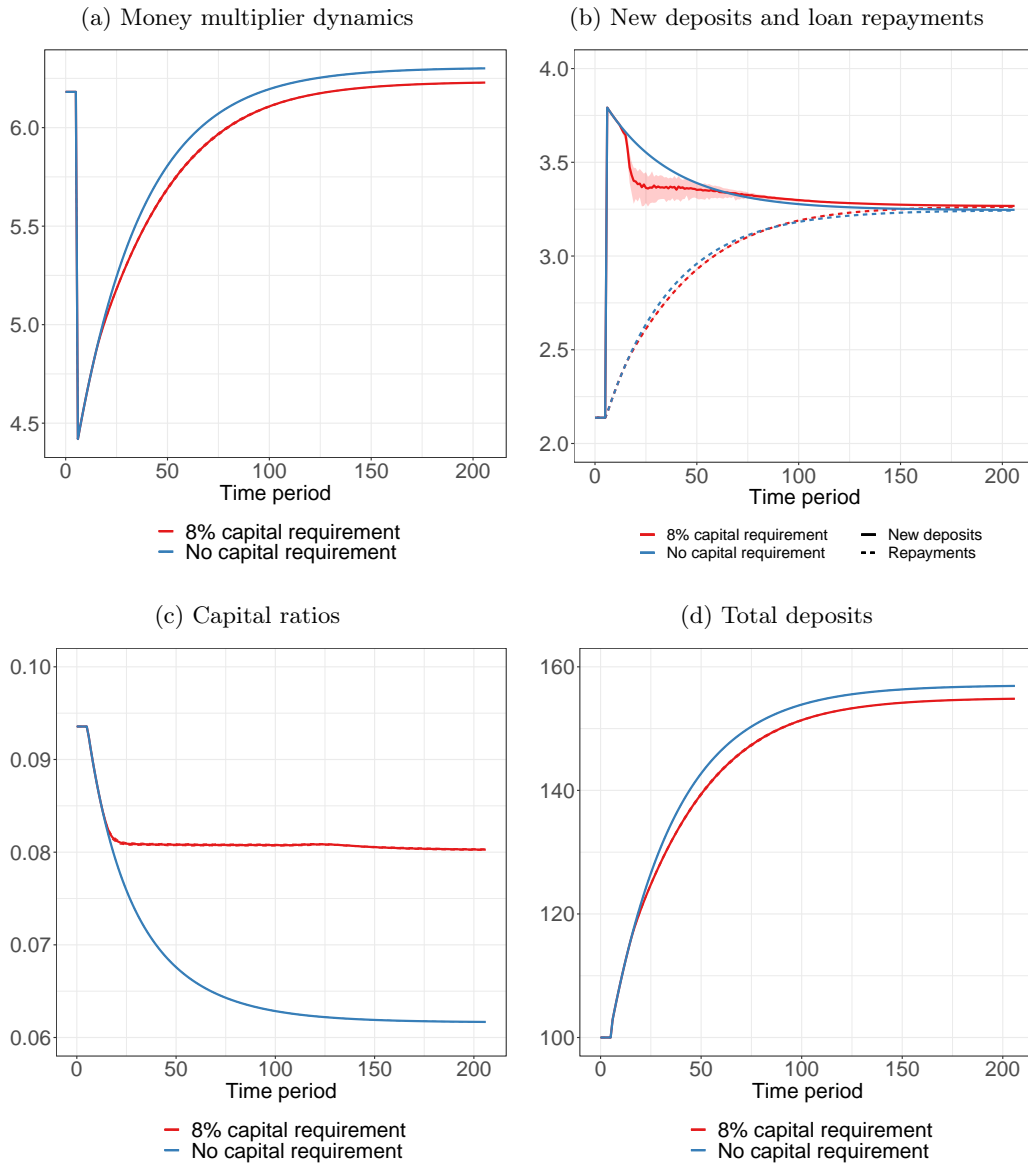 (a) Money multiplier dynamics
6.0
5.5
5.0
4.5
0 50 100 150 200
Time period
8% capital requirement
No capital requirement
(b) New deposits and loan repayments
4.0
3.5
3.0
2.5
2.0
0 50 100 150 200
Time period
8% capital requirement New deposits
No capital requirement Repayments
(c) Capital ratios
0.10
0.09
0.08
0.07
0.06
0 50 100 150 200
Time period
8% capital requirement
No capital requirement
(d) Total deposits
160
140
120
100
0 50 100 150 200
Time period
8% capital requirement
No capital requirement